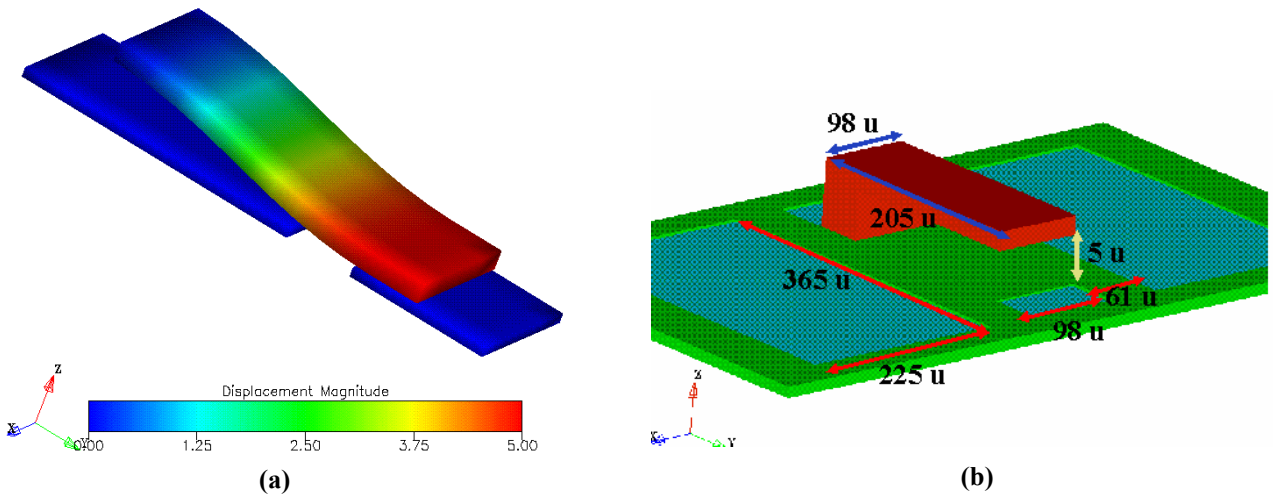 Z
X
Y
Displacement Magnitude
0.00 1.25 2.50 3.75 5.00
(a)
98 u
205 u
5 u
365 u
61 u
98 u
225 u
Z
X
Y
(b)